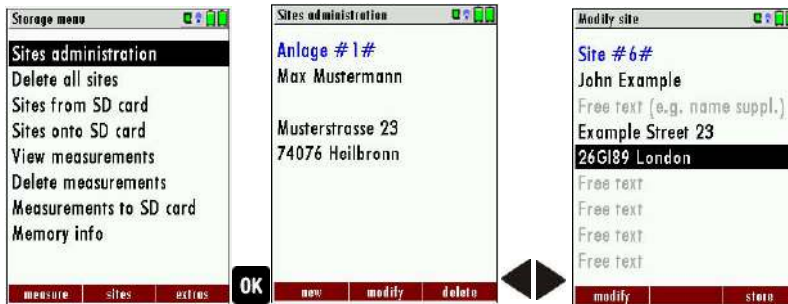 Storage menu
Sites administration
Delete all sites
Sites from SD card
Sites onto SD card
View measurements
Delete measurements
Measurements to SD card
Memory info
measure sites extras
OK
Sites administration
Anlage #1#
Max Mustermann
Musterstrasse 23
74076 Heilbronn
new modify delete
Modify site
Site #6#
John Example
Free text (e.g. name suppl.)
Example Street 23
26GI89 London
Free text
Free text
Free text
Free text
modify store